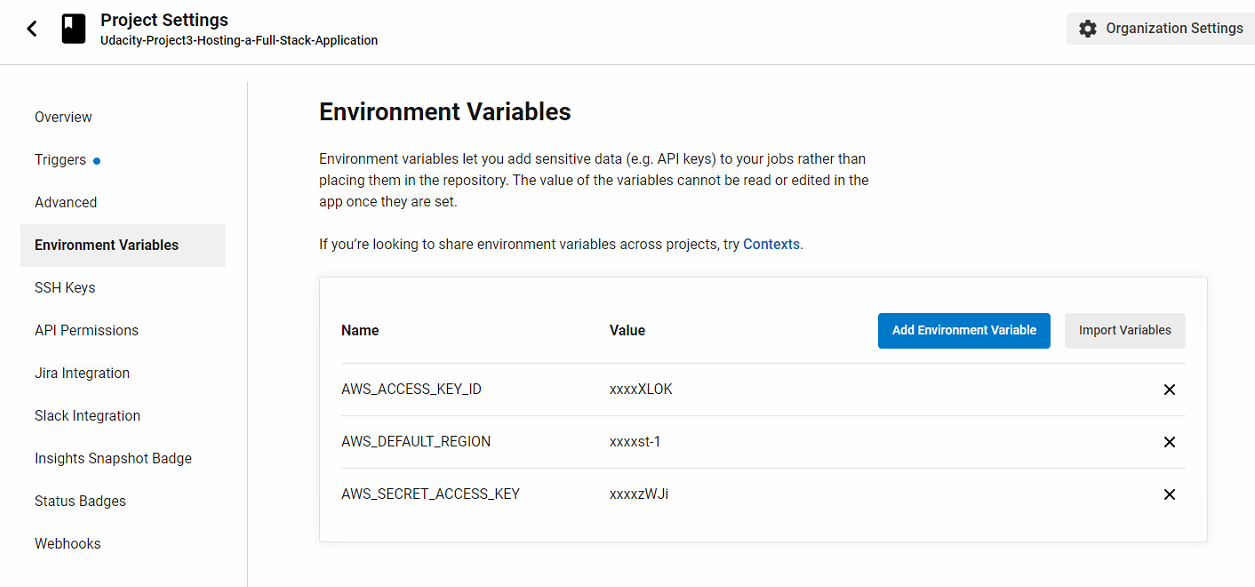 Project Settings
Udacity-Project3-Hosting-a-Full-Stack-Application
Organization Settings
Overview
Triggers
Advanced
Environment Variables
SSH Keys
API Permissions
Jira Integration
Slack Integration
Insights Snapshot Badge
Status Badges
Webhooks
Environment Variables
Environment variables let you add sensitive data (e.g. API keys) to your jobs rather than
placing them in the repository. The value of the variables cannot be read or edited in the
app once they are set.
If you're looking to share environment variables across projects, try Contexts.
Name Value Add Environment Variable Import Variables
AWS_ACCESS_KEY_ID xxxxXLOK
AWS_DEFAULT_REGION xxxxst-1
AWS_SECRET_ACCESS_KEY xxxxzWJi